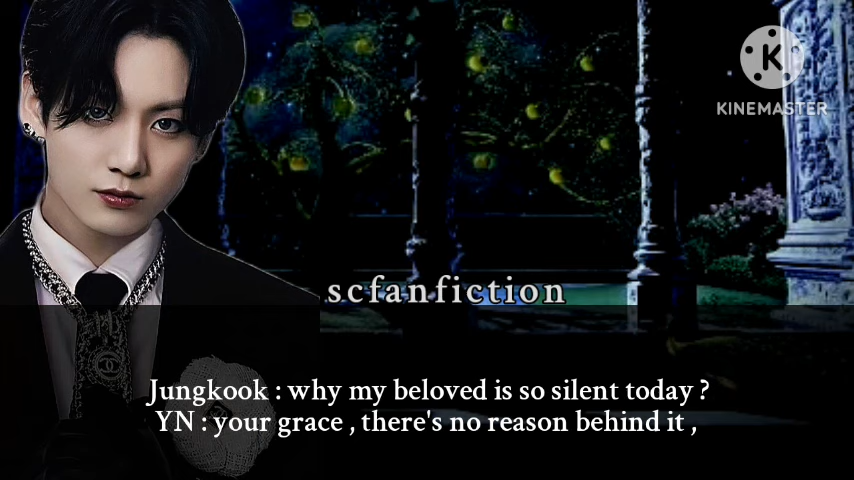 KINEMASTER
scfanfiction
Jungkook : why my beloved is so silent today ?
YN : your grace , there's no reason behind it ,